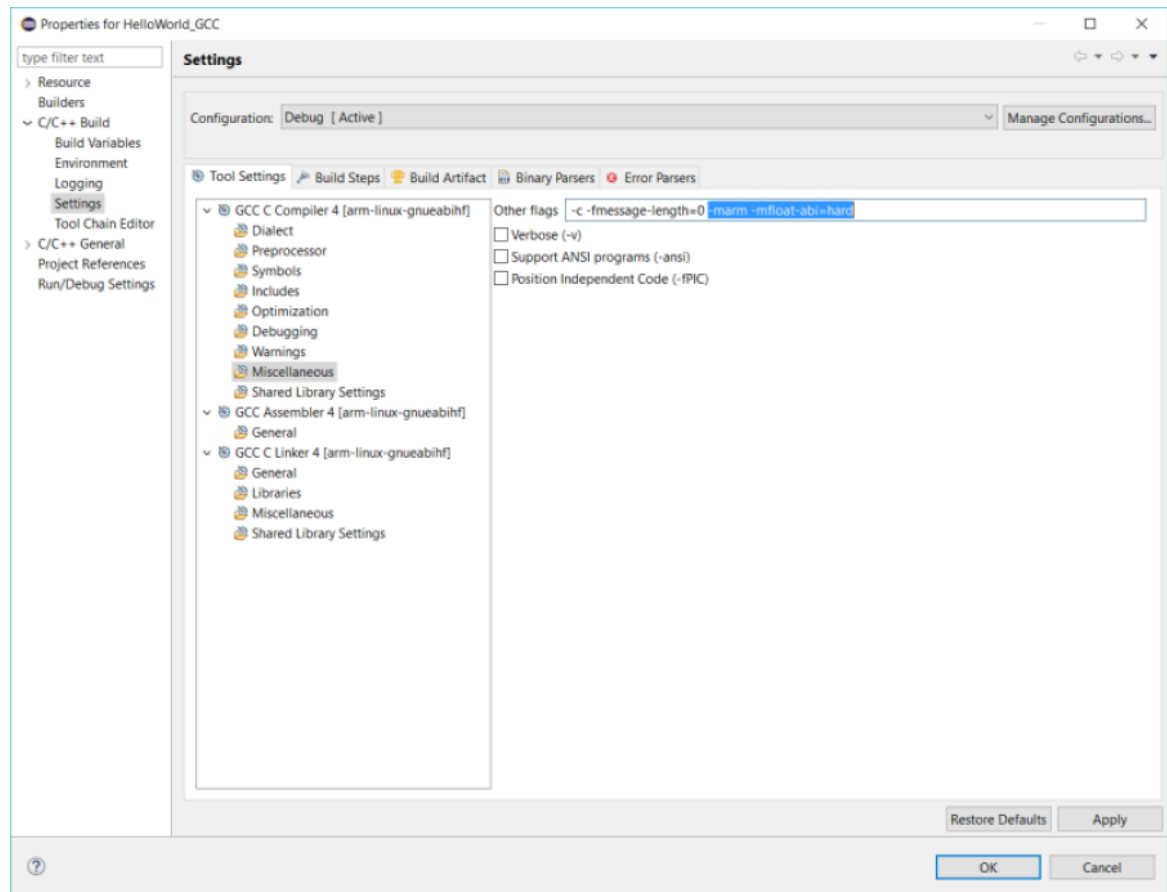 Properties for HelloWorld_GCC
type filter text
Resource
Builders
C/C++ Build
Build Variables
Environment
Logging
Settings
Tool Chain Editor
C/C++ General
Project References
Run/Debug Settings
Settings
Configuration: Debug [ Active ]
Manage Configurations...
Tool Settings Build Steps Build Artifact Binary Parsers Error Parsers
GCC C Compiler 4 [arm-linux-gnueabihf]
Dialect
Preprocessor
Symbols
Includes
Optimization
Debugging
Warnings
Miscellaneous
Shared Library Settings
GCC Assembler 4 [arm-linux-gnueabihf]
General
GCC C Linker 4 [arm-linux-gnueabihf]
General
Libraries
Miscellaneous
Shared Library Settings
Other flags -c -fmessage-length=0 -marm -mfloat-abi=hard
Verbose (-v)
Support ANSI programs (-ansi)
Position Independent Code (-fPIC)
Restore Defaults Apply
? OK Cancel